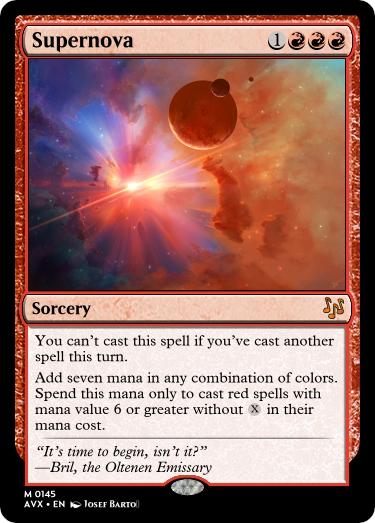 Supernova 1
Sorcery
You can't cast this spell if you've cast another
spell this turn.
Add seven mana in any combination of colors.
Spend this mana only to cast red spells with
mana value 6 or greater without X in their
mana cost.
"It's time to begin, isn't it?"
—Bril, the Oltenen Emissary
M 0145
AVX • EN Josef Barto